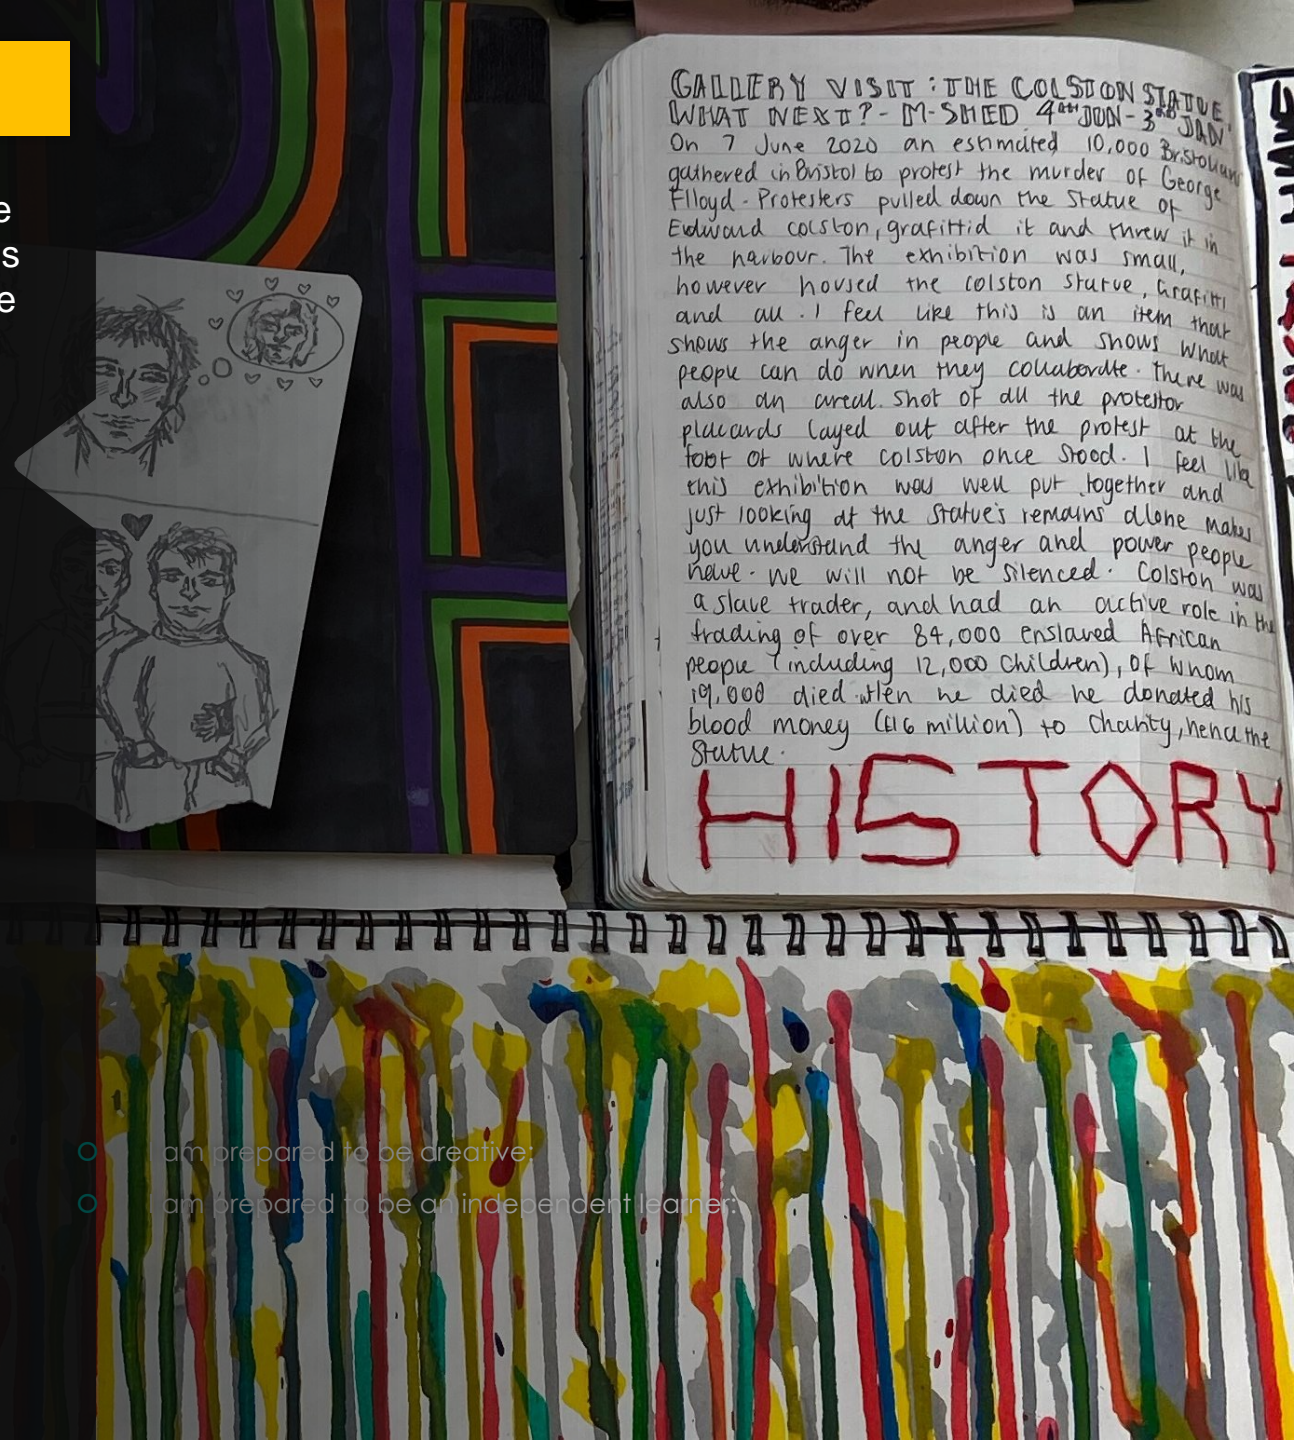 e
s
e
GALLERY VISIT : THE COLSTON STATUE.
WHAT NEXT? - M-SHED 4TH JUN - 3RD JAN
On 7 June 2020 an estimated 10,000 Bristolians
gathered in Bristol to protest the murder of George
Flloyd - Protesters pulled down the Statue of
Edward colston, grafittid it and threw it in
the harbour. The exhibition was small,
however housed the colston statue, Grafitti
and all. I feel like this is an item that
shows the anger in people and shows what
people can do when they collaborate. There was
also an areal shot of all the protestor
placards layed out after the protest at the
foot of where colston once stood. I feel like
this exhibition was well put together and
just looking at the statue's remains alone makes
you understand the anger and power people
have. We will not be silenced. Colston was
a slave trader, and had an active role in the
trading of over 84,000 enslaved African
people (including 12,000 children), of whom
19,000 died. When he died he donated his
blood money (£16 million) to charity, hence the
statue.
HISTORY
I am prepared to be creative:
I am prepared to be an independent learner: